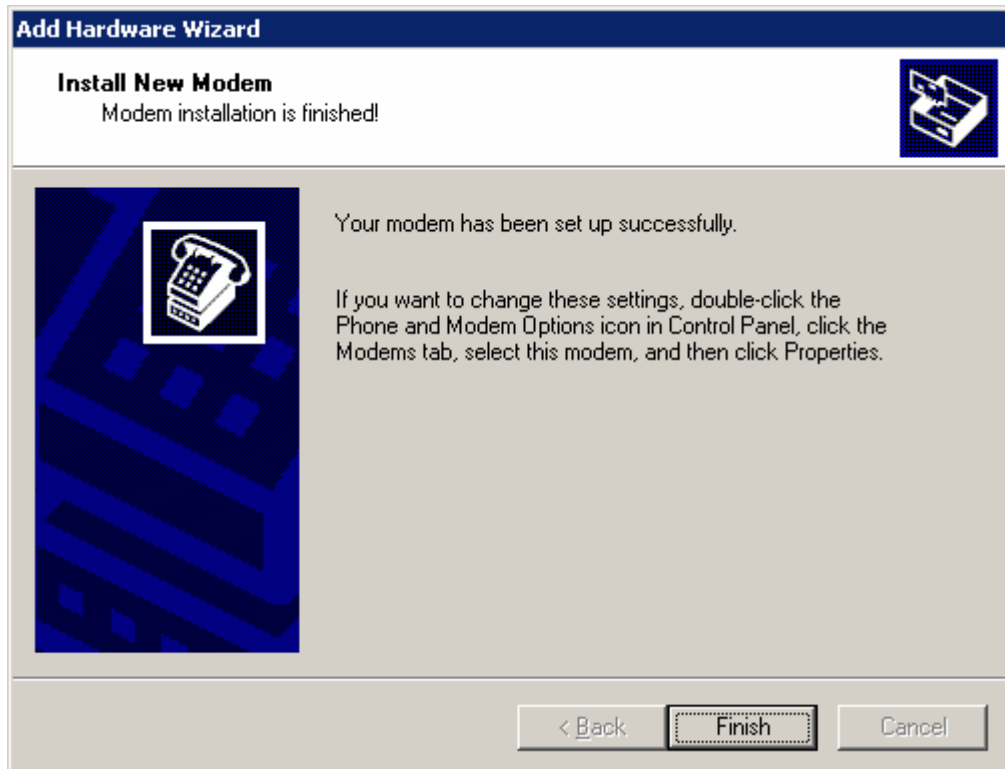 Add Hardware Wizard
Install New Modem
Modem installation is finished!
Your modem has been set up successfully.
If you want to change these settings, double-click the
Phone and Modem Options icon in Control Panel, click the
Modems tab, select this modem, and then click Properties.
< Back Finish Cancel